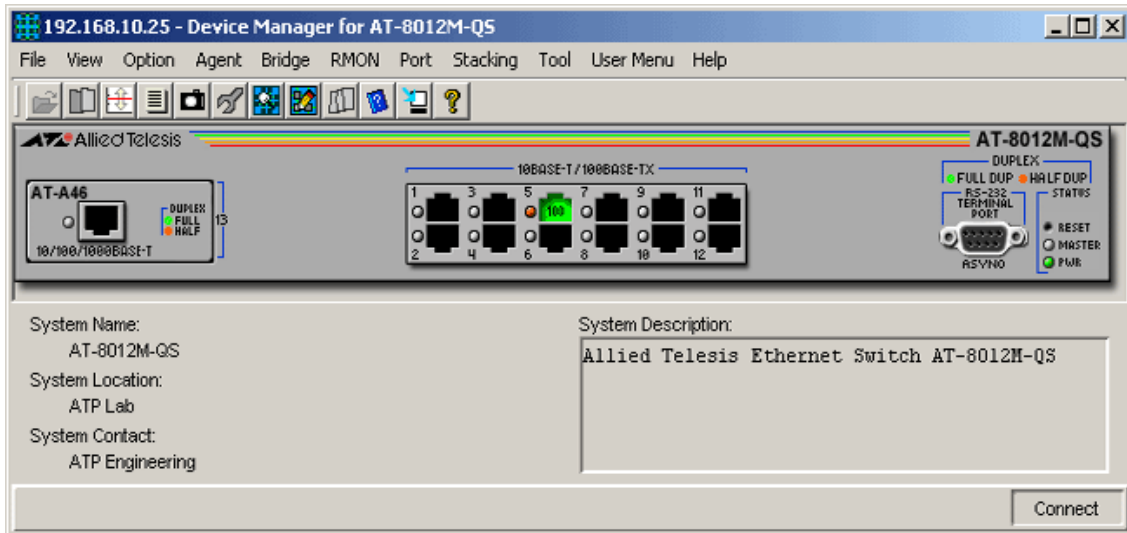 192.168.10.25 - Device Manager for AT-8012M-QS
File View Option Agent Bridge RMON Port Stacking Tool User Menu Help
Allied Telesis
AT-8012M-QS
10BASE-T/100BASE-TX
DUPLEX
FULL DUP HALF DUP
AT-A46
DUPLEX
FULL
HALF
13
10/100/1000BASE-T
1 3 5 7 9 11
100
2 4 6 8 10 12
RS-232
TERMINAL
PORT
ASYNO
STATUS
RESET
MASTER
PWR
System Name:
AT-8012M-QS
System Location:
ATP Lab
System Contact:
ATP Engineering
System Description:
Allied Telesis Ethernet Switch AT-8012M-QS
Connect